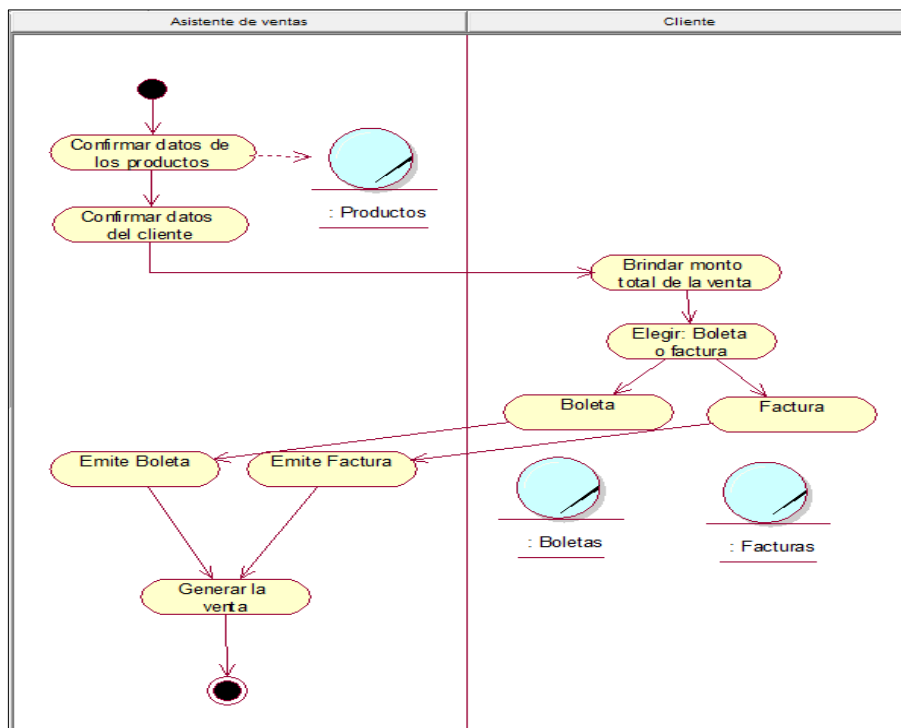 Asistente de ventas
Cliente
Confirmar datos de
los productos
: Productos
Confirmar datos
del cliente
Brindar monto
total de la venta
Elegir: Boleta
o factura
Boleta
Factura
Emite Boleta
Emite Factura
: Boletas
: Facturas
Generar la
venta